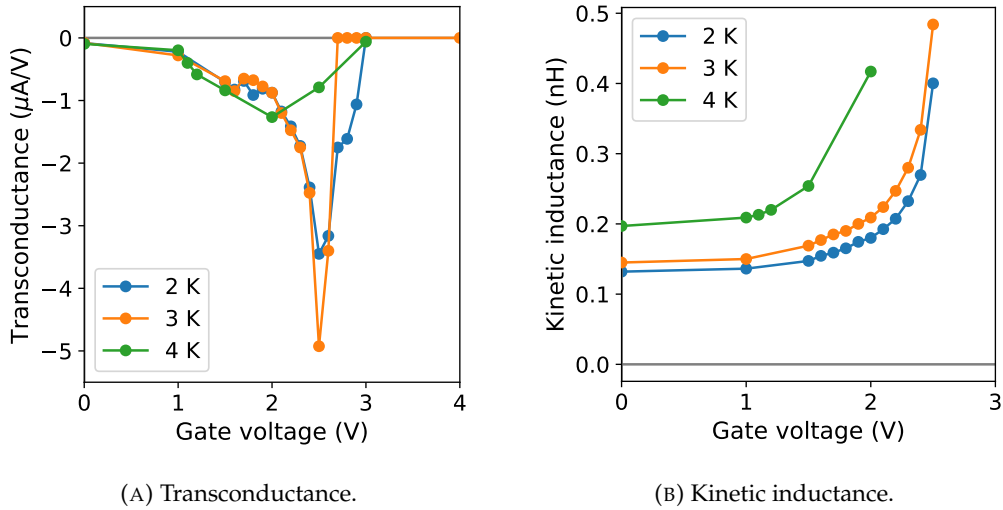 0
−1
−2
−3
−4
−5
Transconductance (μA/V)
2 K
3 K
4 K
0 1 2 3 4
Gate voltage (V)
(A) Transconductance.
0.5
0.4
0.3
0.2
0.1
0.0
Kinetic inductance (nH)
2 K
3 K
4 K
0 1 2 3
Gate voltage (V)
(B) Kinetic inductance.